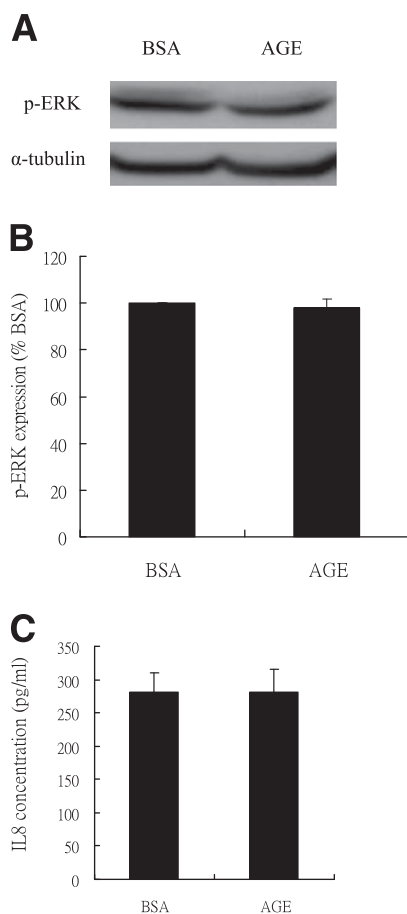 A
BSA AGE
p-ERK
α-tubulin
B
p-ERK expression (% BSA)
120
100
80
60
40
20
0
BSA AGE
C
IL8 concentration (pg/ml)
350
300
250
200
150
100
50
0
BSA AGE